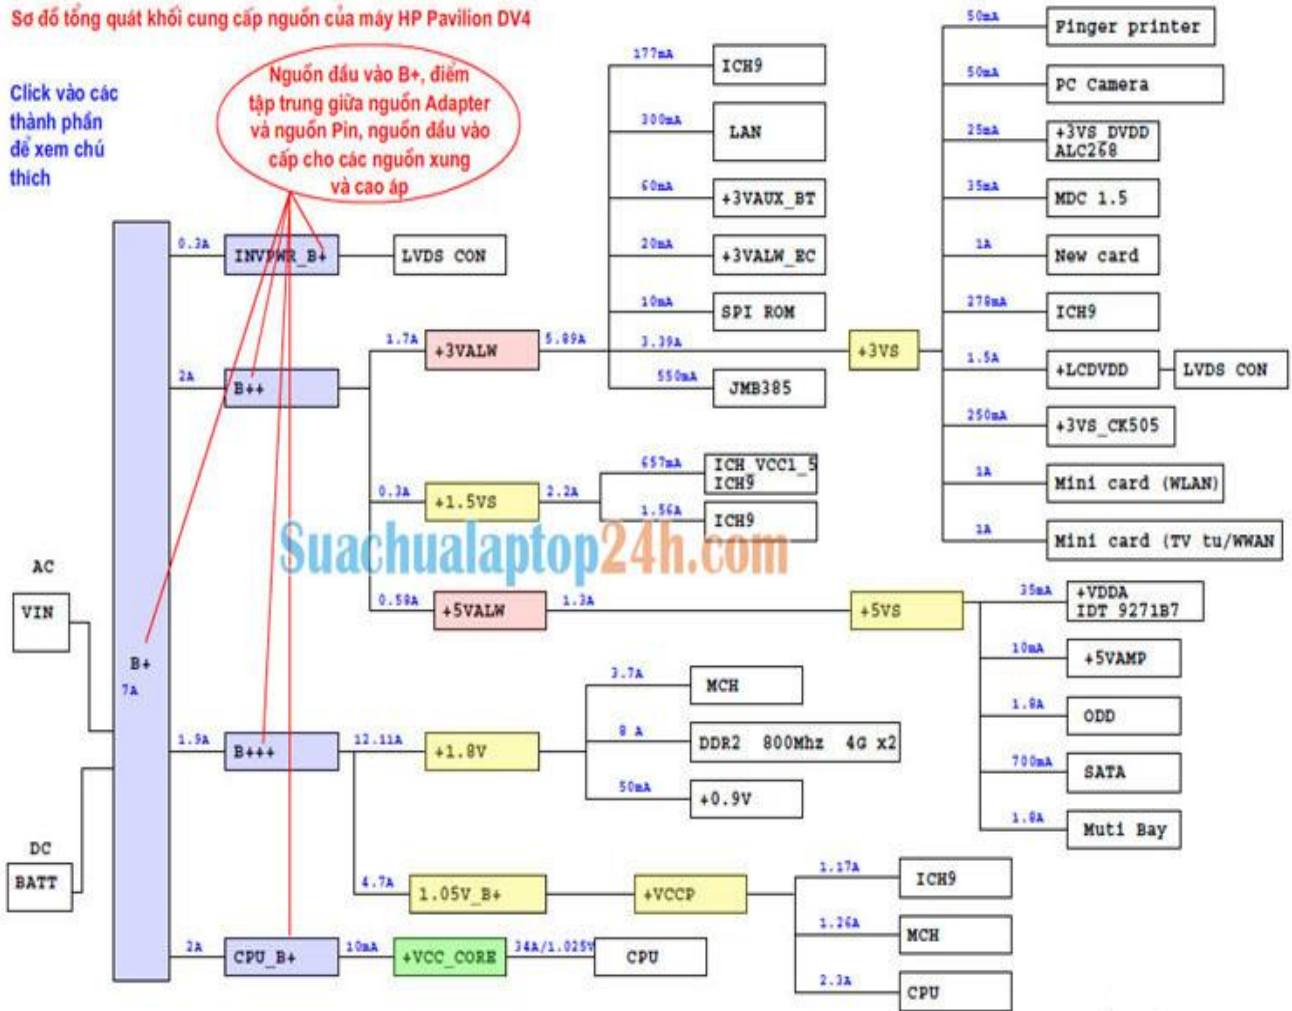 Sơ đồ tổng quát khối cung cấp nguồn của máy HP Pavilion DV4
Click vào các
thành phần
để xem chú
thích
Nguồn đầu vào B+, điểm
tập trung giữa nguồn Adapter
và nguồn Pin, nguồn đầu vào
cấp cho các nguồn xung
và cao áp
AC
VIN
DC
BATT
B+
7A
0.3A
INVPWR_B+
LVDS CON
2A
B++
1.7A
+3VALW
5.89A
177mA
ICH9
300mA
LAN
60mA
+3VAUX_BT
20mA
+3VALW_EC
10mA
SPI ROM
3.39A
550mA
JMB385
+3VS
50mA
Finger printer
50mA
PC Camera
25mA
+3VS_DVDD
ALC268
35mA
MDC 1.5
1A
New card
278mA
ICH9
1.5A
+LCDVDD
LVDS CON
250mA
+3VS_CK505
1A
Mini card (WLAN)
1A
Mini card (TV tu/WWAN
0.3A
+1.5VS
2.2A
657mA
ICH_VCC1_5
ICH9
1.56A
ICH9
Suachualaptop24h.com
0.58A
+5VALW
1.3A
+5VS
35mA
+VDDA
IDT 9271B7
10mA
+5VAMP
1.8A
ODD
700mA
SATA
1.8A
Muti Bay
1.9A
B+++
12.11A
+1.8V
3.7A
MCH
8 A
DDR2 800Mhz 4G x2
50mA
+0.9V
4.7A
1.05V_B+
+VCCP
1.17A
ICH9
1.26A
MCH
2.3A
CPU
2A
CPU_B+
10mA
+VCC_CORE
34A/1.025V
CPU